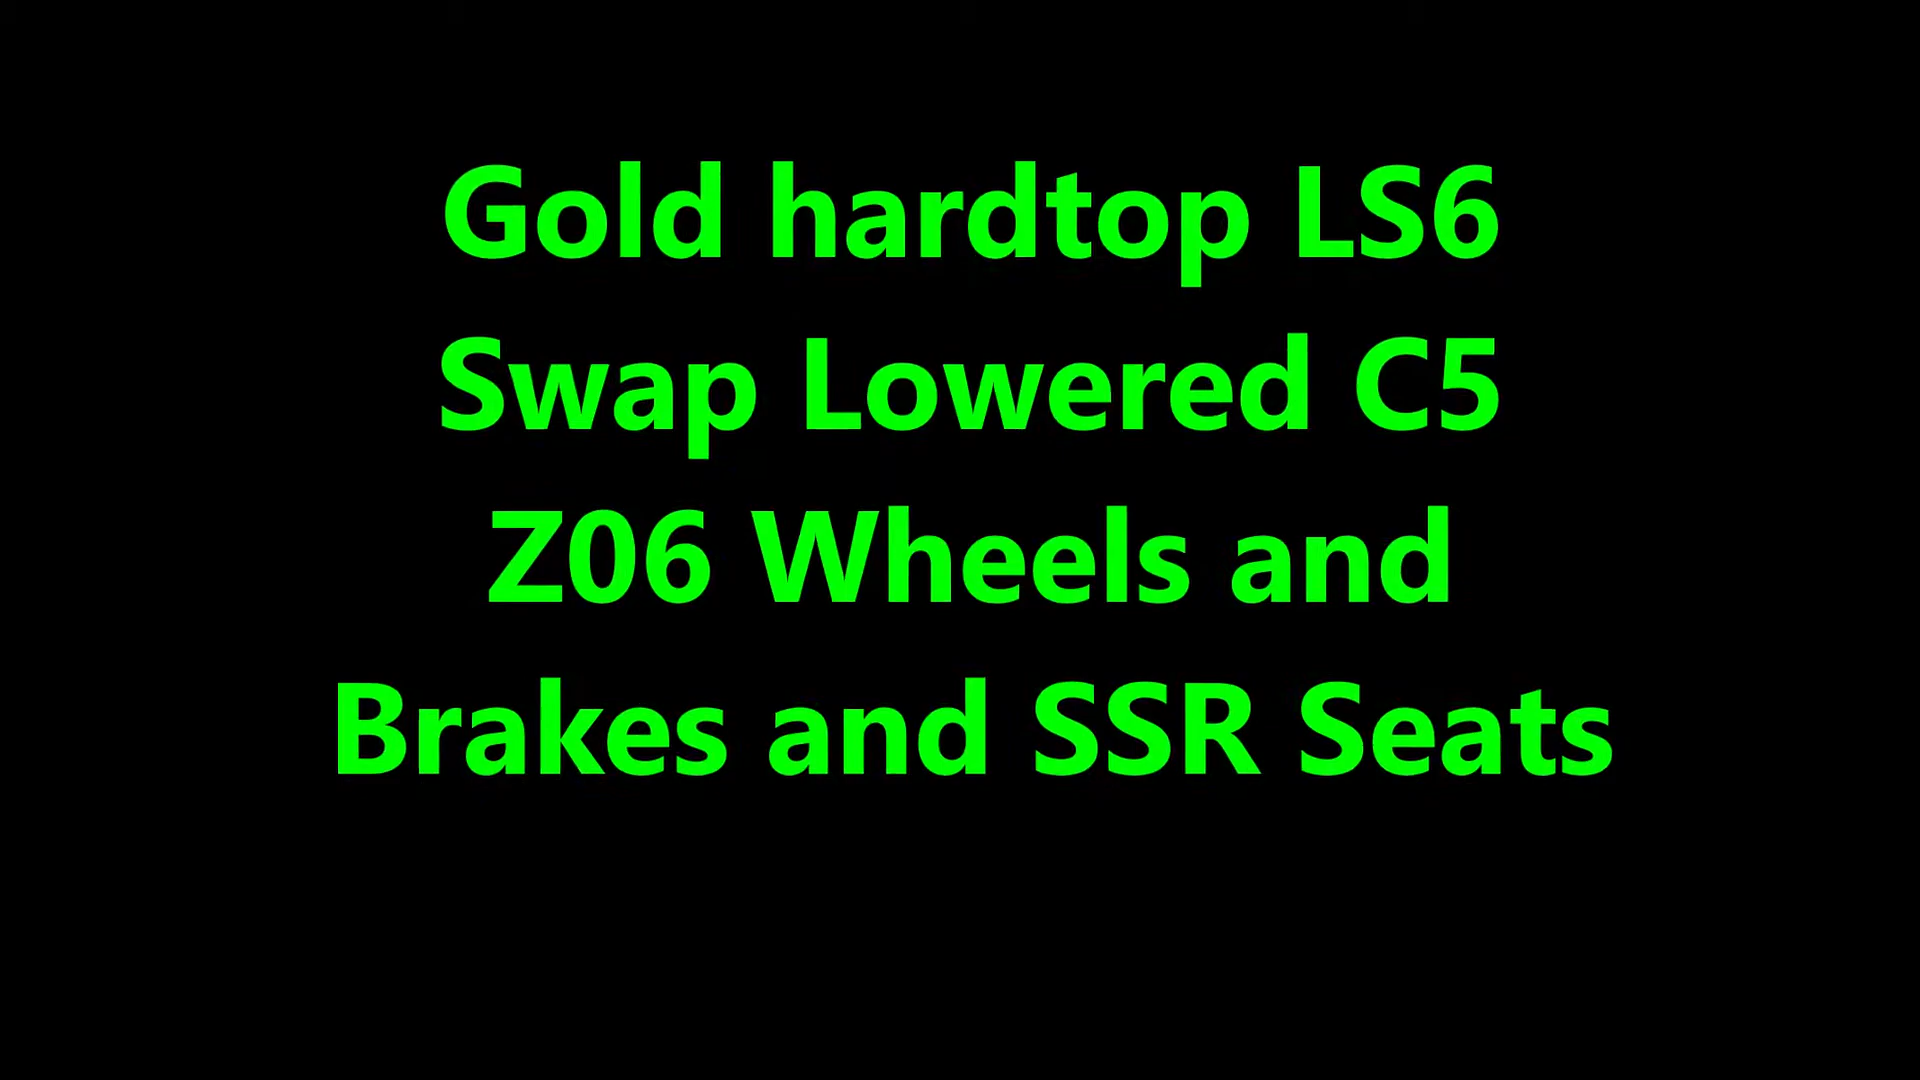 Gold hardtop LS6
Swap Lowered C5
Z06 Wheels and
Brakes and SSR Seats